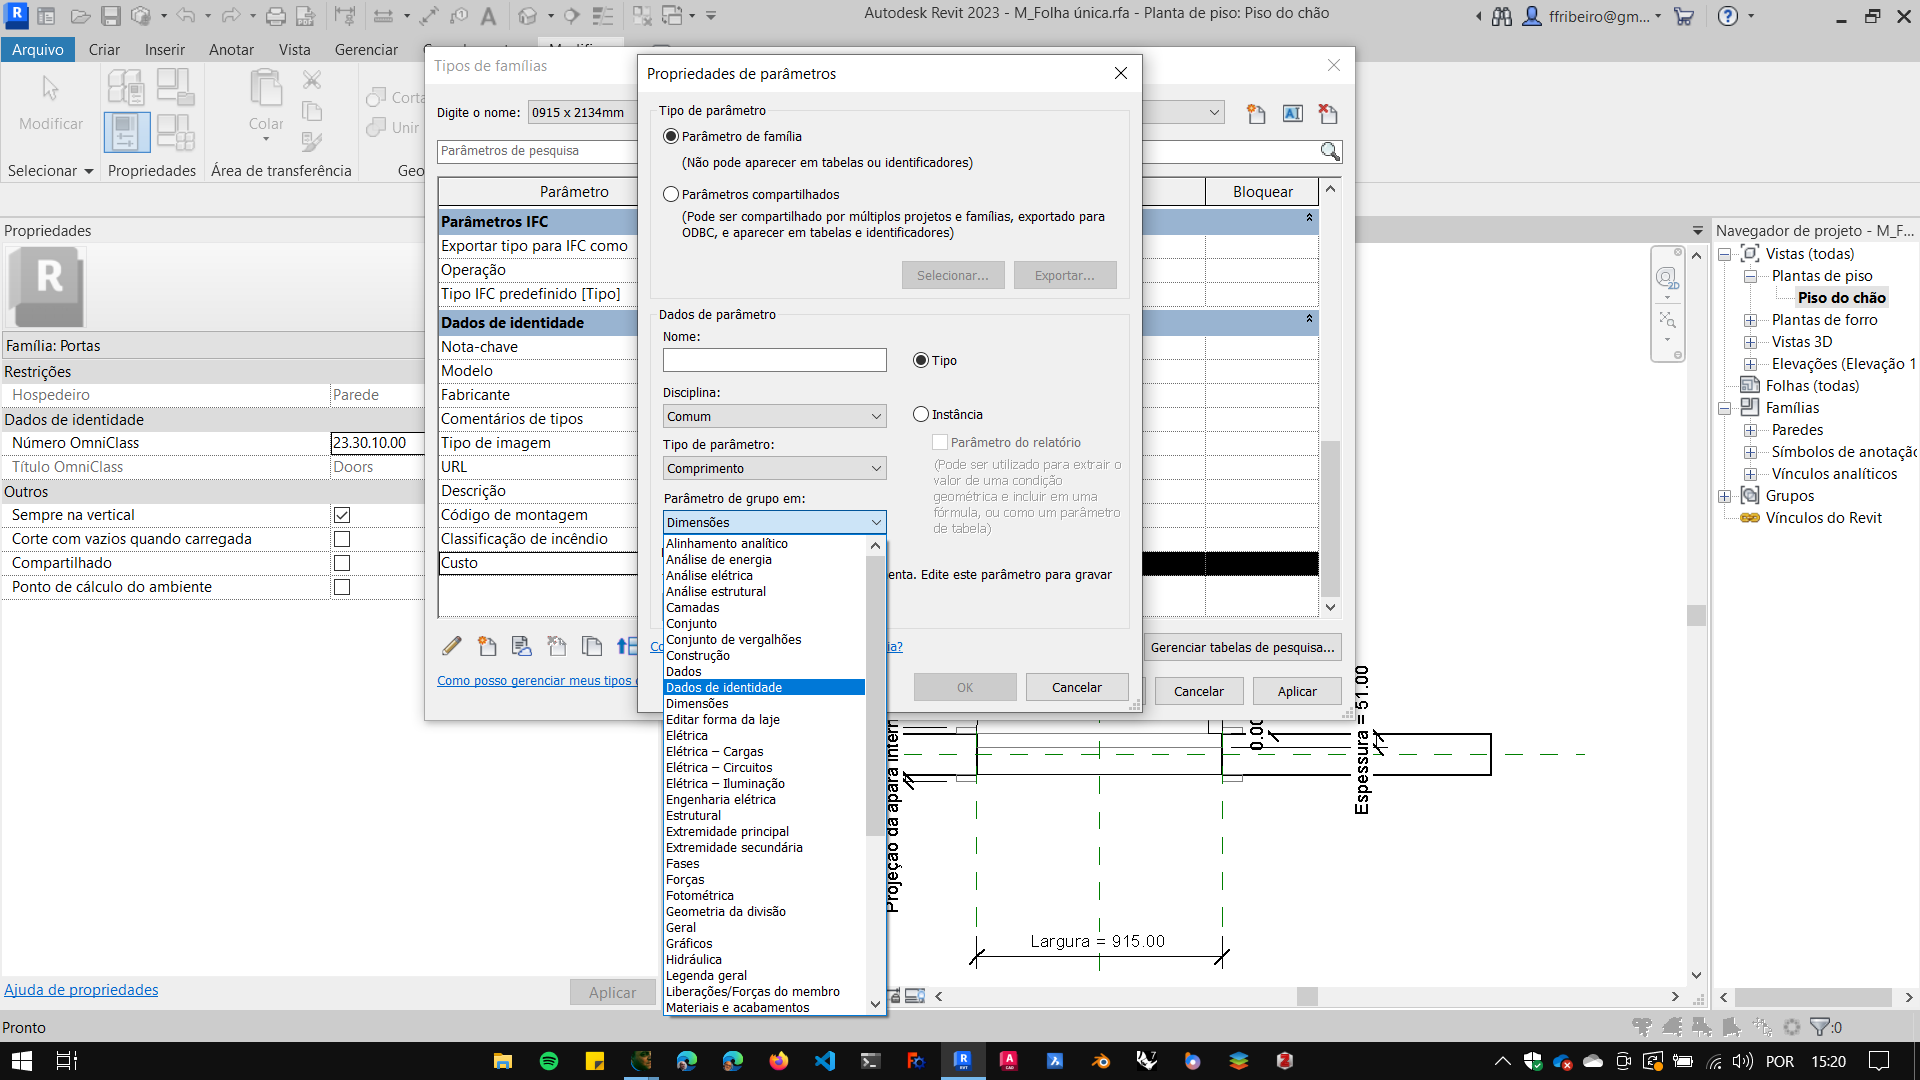 Autodesk Revit 2023 - M_Folha única.rfa - Planta de piso: Piso do chão
ffribeiro@gm...
Arquivo
Criar
Inserir
Anotar
Vista
Gerenciar
Modificar
Colar
Corta
Unir
Selecionar
Propriedades
Área de transferência
Geo
Propriedades
R
Família: Portas
Restrições
Hospedeiro
Parede
Dados de identidade
Número OmniClass
23.30.10.00
Título OmniClass
Doors
Outros
Sempre na vertical
Corte com vazios quando carregada
Compartilhado
Ponto de cálculo do ambiente
Ajuda de propriedades
Aplicar
Pronto
Tipos de famílias
Digite o nome:
0915 x 2134mm
Parâmetros de pesquisa
Parâmetro
Bloquear
Parâmetros IFC
Exportar tipo para IFC como
Operação
Tipo IFC predefinido [Tipo]
Dados de identidade
Nota-chave
Modelo
Fabricante
Comentários de tipos
Tipo de imagem
URL
Descrição
Código de montagem
Classificação de incêndio
Custo
Gerenciar tabelas de pesquisa...
Como posso gerenciar meus tipos
Cancelar
Aplicar
Propriedades de parâmetros
Tipo de parâmetro
Parâmetro de família
(Não pode aparecer em tabelas ou identificadores)
Parâmetros compartilhados
(Pode ser compartilhado por múltiplos projetos e famílias, exportado para
ODBC, e aparecer em tabelas e identificadores)
Selecionar...
Exportar...
Dados de parâmetro
Nome:
Tipo
Disciplina:
Comum
Instância
Parâmetro do relatório
Tipo de parâmetro:
Comprimento
(Pode ser utilizado para extrair o
valor de uma condição
geométrica e incluir em uma
fórmula, ou como um parâmetro
de tabela)
Parâmetro de grupo em:
Dimensões
enta. Edite este parâmetro para gravar
ia?
OK
Cancelar
Alinhamento analítico
Análise de energia
Análise elétrica
Análise estrutural
Camadas
Conjunto
Conjunto de vergalhões
Construção
Dados
Dados de identidade
Dimensões
Editar forma da laje
Elétrica
Elétrica – Cargas
Elétrica – Circuitos
Elétrica – Iluminação
Engenharia elétrica
Estrutural
Extremidade principal
Extremidade secundária
Fases
Forças
Fotométrica
Geometria da divisão
Geral
Gráficos
Hidráulica
Legenda geral
Liberações/Forças do membro
Materiais e acabamentos
Projeção da apara intern
0.00
Espessura = 51.00
Largura = 915.00
2D
Navegador de projeto - M_F...
Vistas (todas)
Plantas de piso
Piso do chão
Plantas de forro
Vistas 3D
Elevações (Elevação 1
Folhas (todas)
Famílias
Paredes
Símbolos de anotação
Vínculos analíticos
Grupos
Vínculos do Revit
:0
POR
15:20